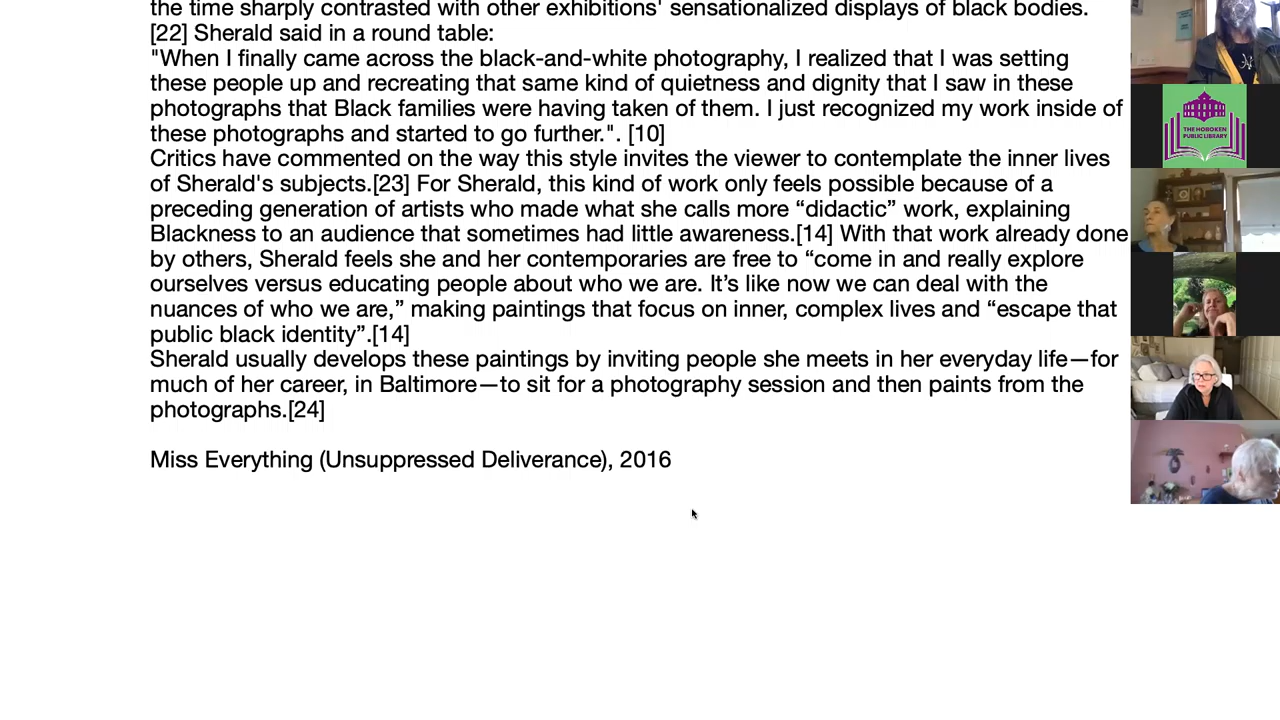 the time sharply contrasted with other exhibitions' sensationalized displays of black bodies.
[22] Sherald said in a round table:
"When I finally came across the black-and-white photography, I realized that I was setting
these people up and recreating that same kind of quietness and dignity that I saw in these
photographs that Black families were having taken of them. I just recognized my work inside of
these photographs and started to go further.". [10]
Critics have commented on the way this style invites the viewer to contemplate the inner lives
of Sherald's subjects.[23] For Sherald, this kind of work only feels possible because of a
preceding generation of artists who made what she calls more “didactic” work, explaining
Blackness to an audience that sometimes had little awareness.[14] With that work already done
by others, Sherald feels she and her contemporaries are free to “come in and really explore
ourselves versus educating people about who we are. It’s like now we can deal with the
nuances of who we are,” making paintings that focus on inner, complex lives and “escape that
public black identity”.[14]
Sherald usually develops these paintings by inviting people she meets in her everyday life—for
much of her career, in Baltimore—to sit for a photography session and then paints from the
photographs.[24]
Miss Everything (Unsuppressed Deliverance), 2016
THE HOBOKEN
PUBLIC LIBRARY